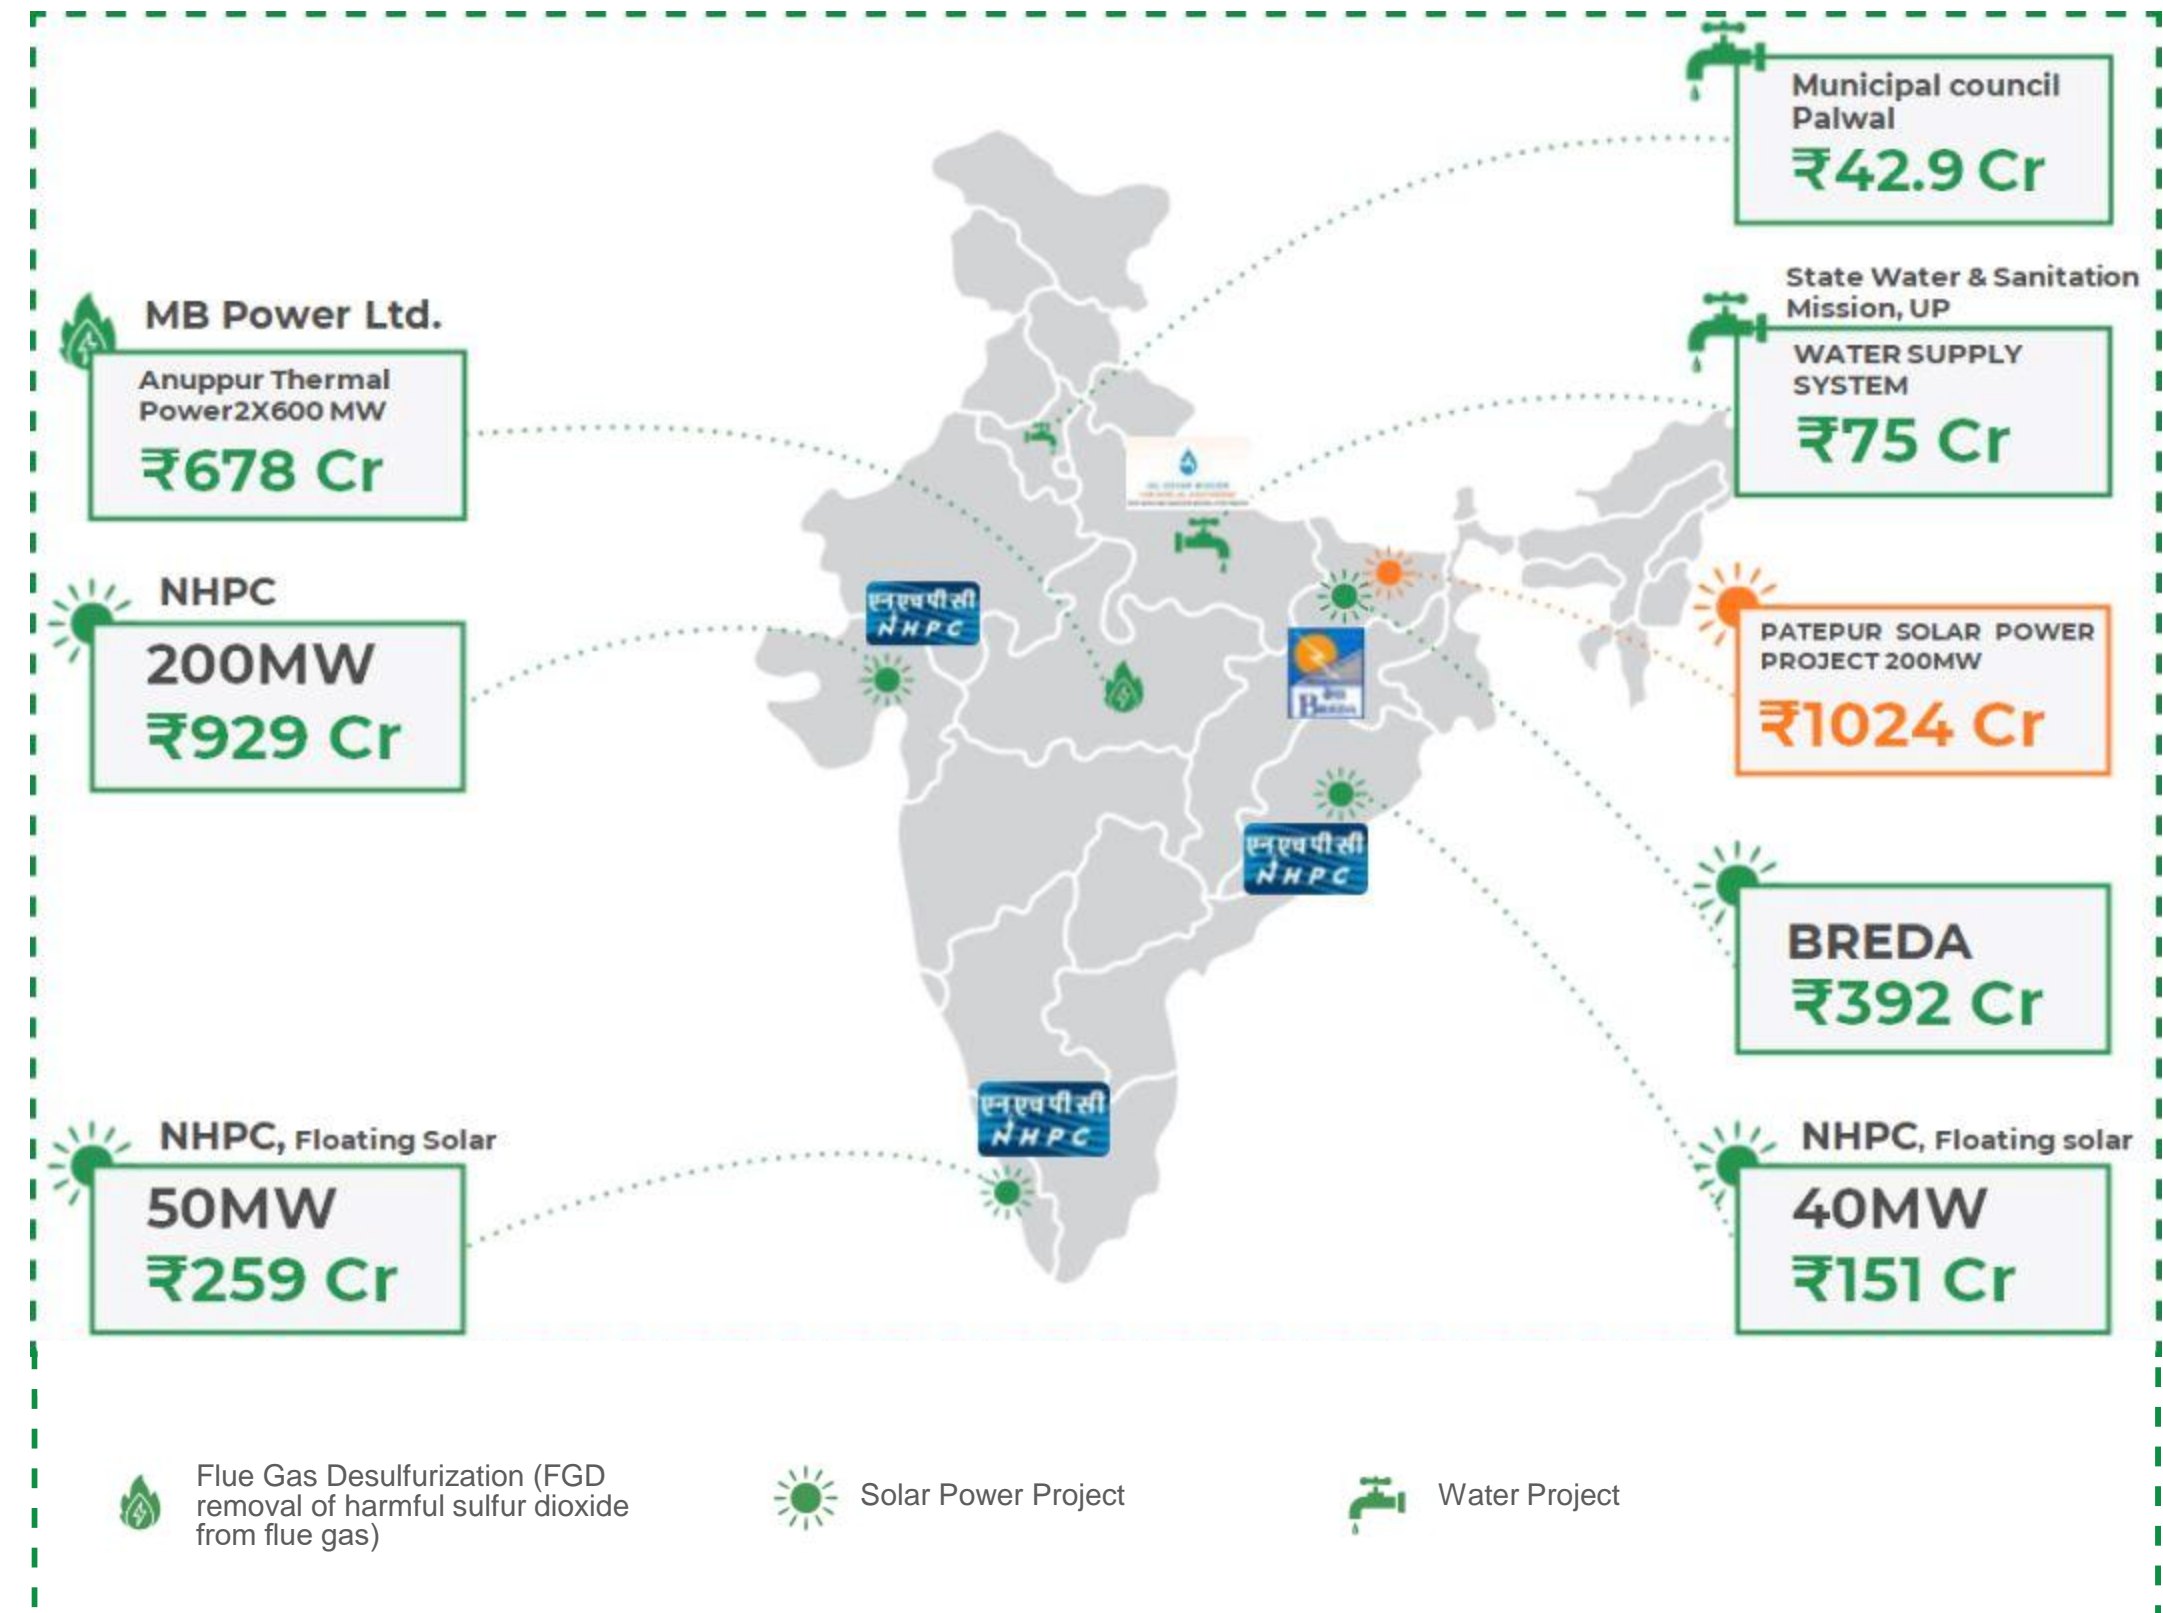 Municipal council
Palwal
₹42.9 Cr
State Water & Sanitation
Mission, UP
WATER SUPPLY
SYSTEM
₹75 Cr
MB Power Ltd.
Anuppur Thermal
Power2X600 MW
₹678 Cr
NHPC
200MW
₹929 Cr
एनएचपीसी
NHPC
PATEPUR SOLAR POWER
PROJECT 200MW
₹1024 Cr
BREDA
एनएचपीसी
NHPC
BREDA
₹392 Cr
एनएचपीसी
NHPC
NHPC, Floating Solar
50MW
₹259 Cr
NHPC, Floating solar
40MW
₹151 Cr
Flue Gas Desulfurization (FGD
removal of harmful sulfur dioxide
from flue gas)
Solar Power Project
Water Project